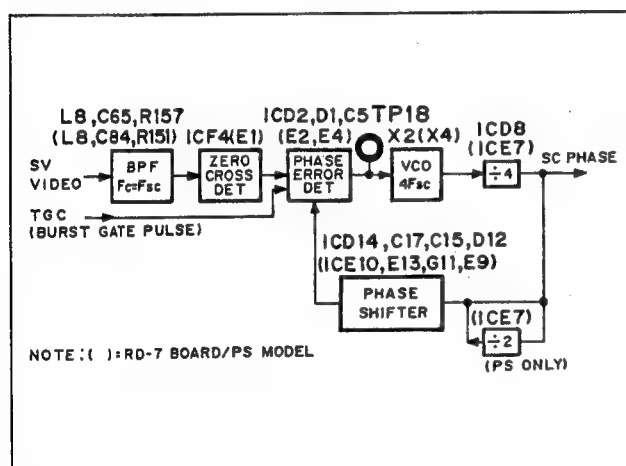 L8,C65,R157
(L8,C84,R151)
ICF4(E1)
ICD2,D1,C5
(E2,E4)
TP18
X2(X4)
ICD8
(ICE7)
SV
VIDEO
BPF
Fc=Fsc
ZERO
CROSS
DET
PHASE
ERROR
DET
VCO
4Fsc
÷4
SC PHASE
TGC
(BURST GATE PULSE)
ICD14,C17,C15,D12
(ICE10,E13,G11,E9)
PHASE
SHIFTER
(ICE7)
÷2
(PS ONLY)
NOTE:( ):RD-7 BOARD/PS MODEL